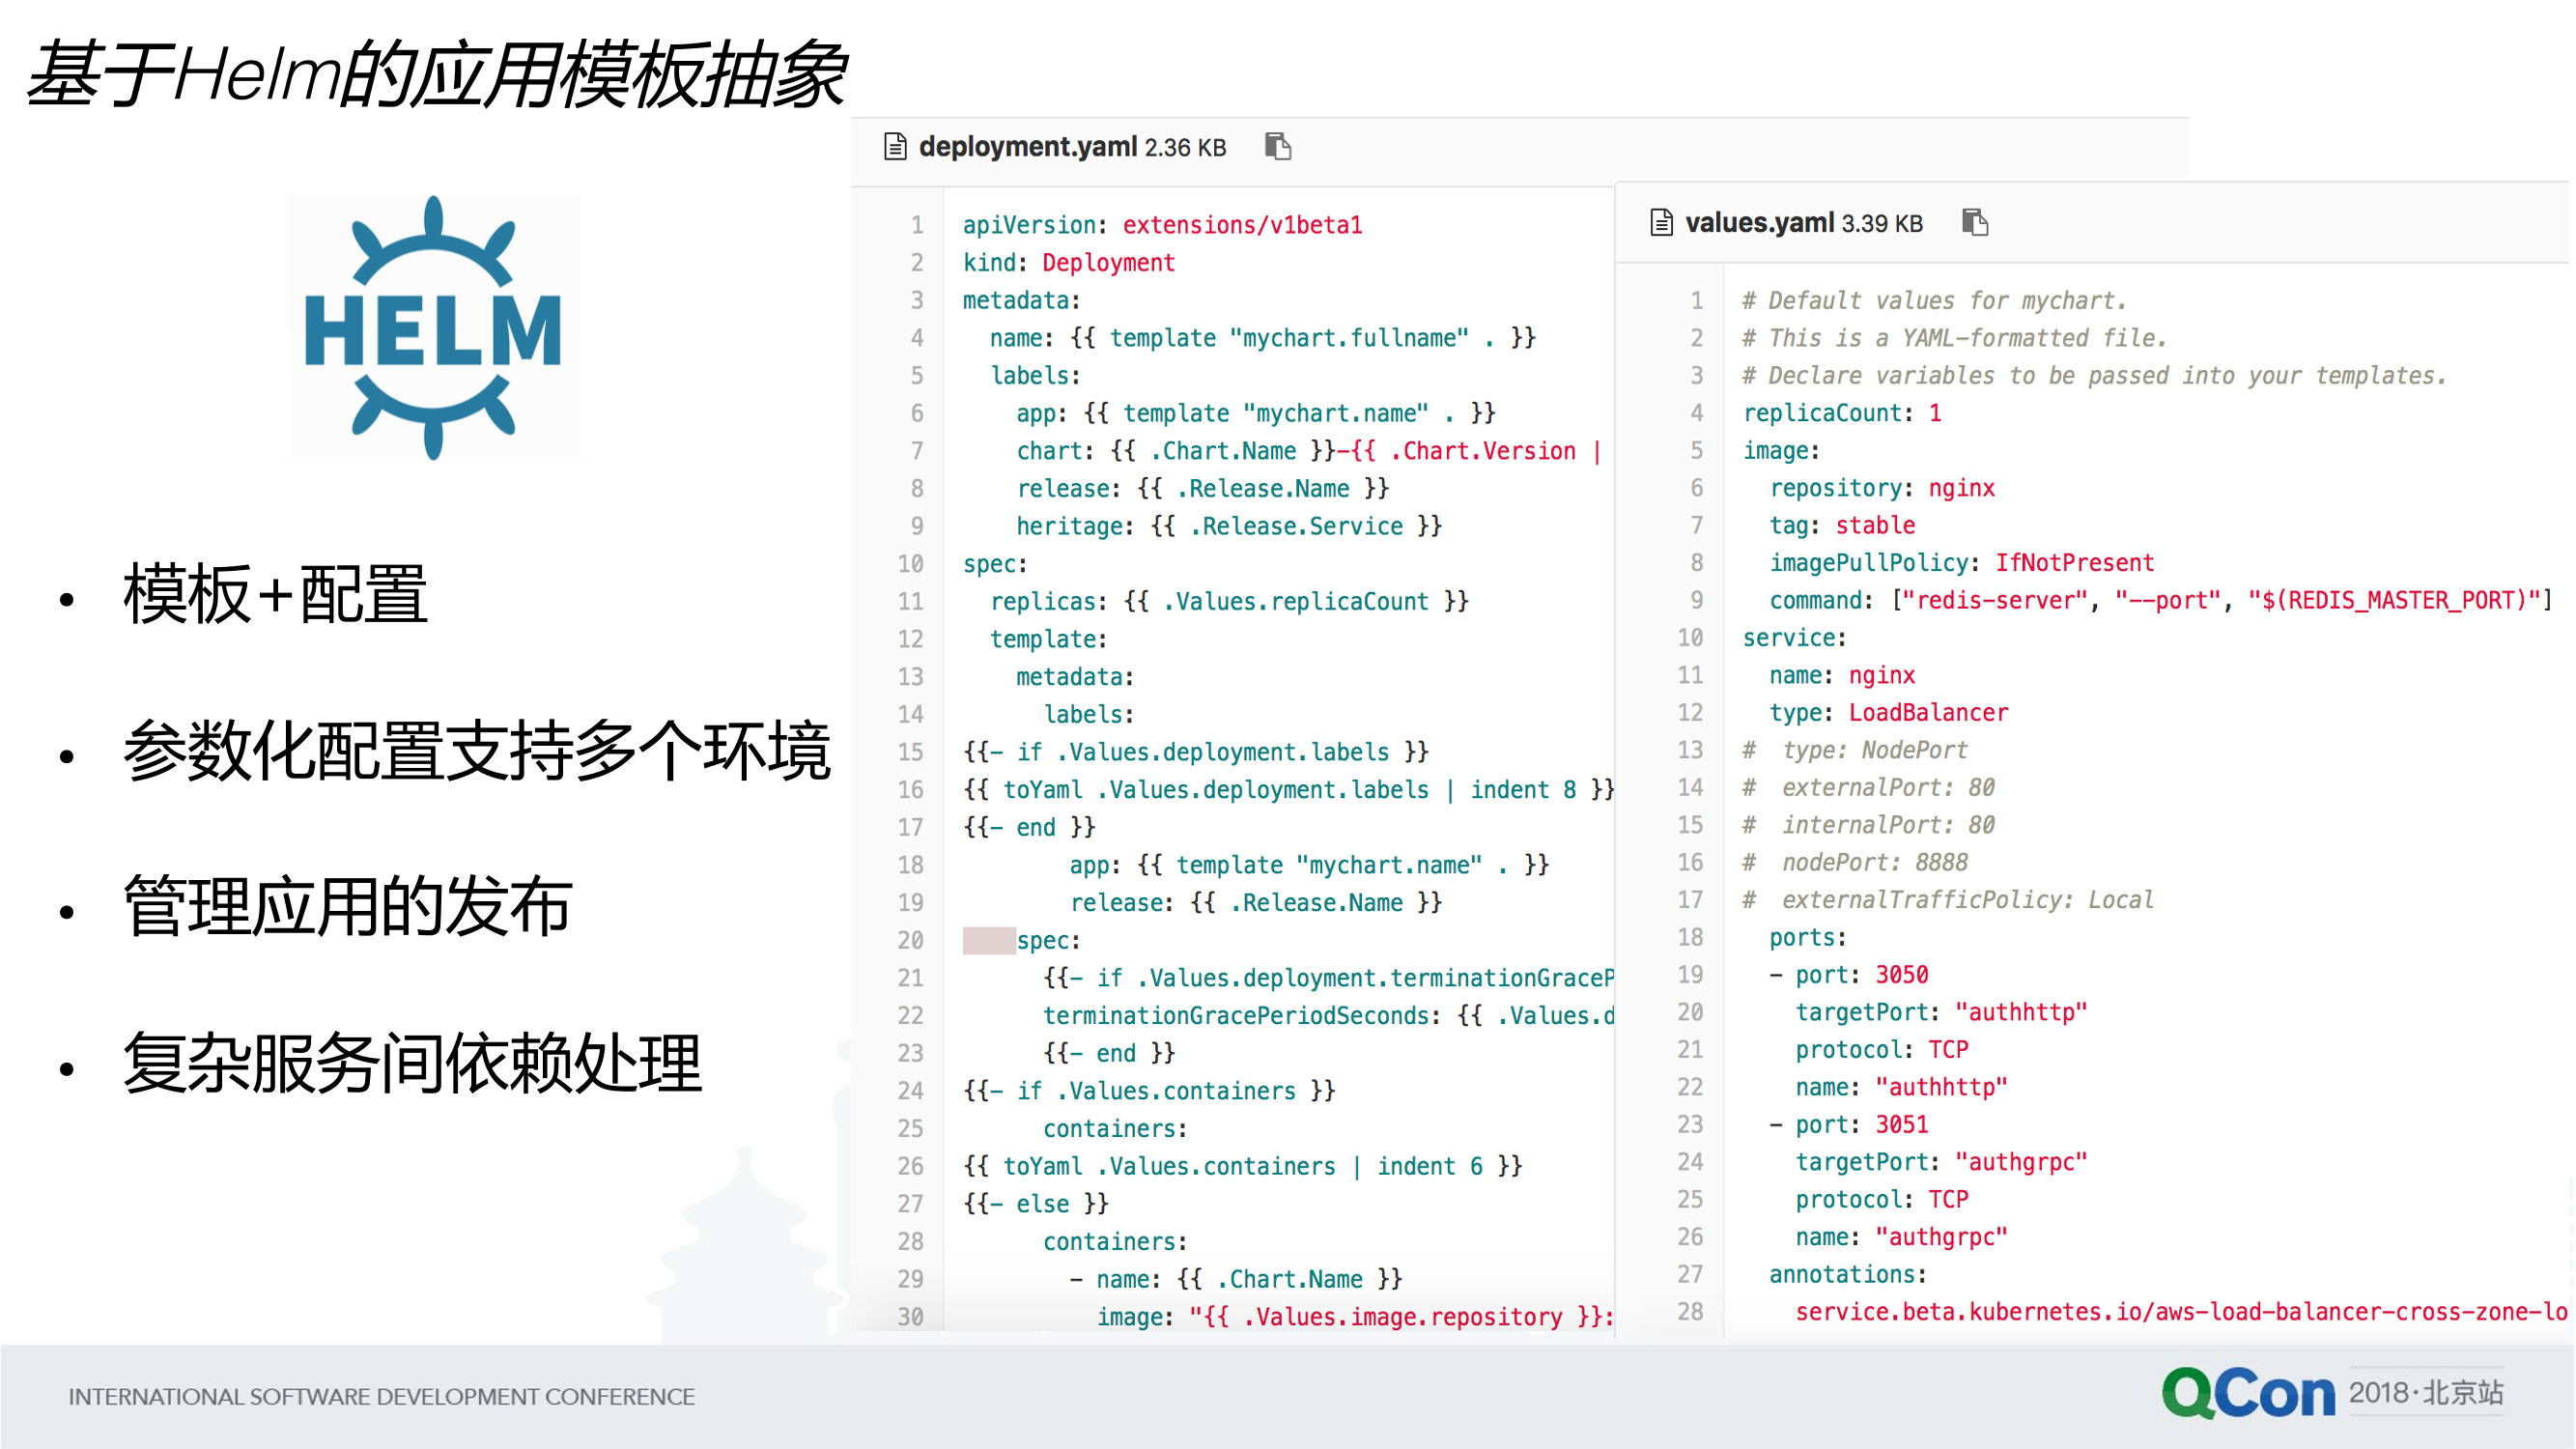 基于Helm的应用模板抽象
HELM
• 模板+配置
• 参数化配置支持多个环境
• 管理应用的发布
• 复杂服务间依赖处理
deployment.yaml 2.36 KB
1 apiVersion: extensions/v1beta1
2 kind: Deployment
3 metadata:
4   name: {{ template "mychart.fullname" . }}
5   labels:
6     app: {{ template "mychart.name" . }}
7     chart: {{ .Chart.Name }}-{{ .Chart.Version |
8     release: {{ .Release.Name }}
9     heritage: {{ .Release.Service }}
10 spec:
11   replicas: {{ .Values.replicaCount }}
12   template:
13     metadata:
14       labels:
15 {{- if .Values.deployment.labels }}
16 {{ toYaml .Values.deployment.labels | indent 8 }}
17 {{- end }}
18         app: {{ template "mychart.name" . }}
19         release: {{ .Release.Name }}
20     spec:
21       {{- if .Values.deployment.terminationGraceP
22       terminationGracePeriodSeconds: {{ .Values.d
23       {{- end }}
24 {{- if .Values.containers }}
25       containers:
26 {{ toYaml .Values.containers | indent 6 }}
27 {{- else }}
28       containers:
29         - name: {{ .Chart.Name }}
30           image: "{{ .Values.image.repository }}:
values.yaml 3.39 KB
1 # Default values for mychart.
2 # This is a YAML-formatted file.
3 # Declare variables to be passed into your templates.
4 replicaCount: 1
5 image:
6   repository: nginx
7   tag: stable
8   imagePullPolicy: IfNotPresent
9   command: ["redis-server", "--port", "$(REDIS_MASTER_PORT)"]
10 service:
11   name: nginx
12   type: LoadBalancer
13 #  type: NodePort
14 #  externalPort: 80
15 #  internalPort: 80
16 #  nodePort: 8888
17 #  externalTrafficPolicy: Local
18   ports:
19   - port: 3050
20     targetPort: "authhttp"
21     protocol: TCP
22     name: "authhttp"
23   - port: 3051
24     targetPort: "authgrpc"
25     protocol: TCP
26     name: "authgrpc"
27   annotations:
28     service.beta.kubernetes.io/aws-load-balancer-cross-zone-lo
INTERNATIONAL SOFTWARE DEVELOPMENT CONFERENCE
QCon 2018·北京站